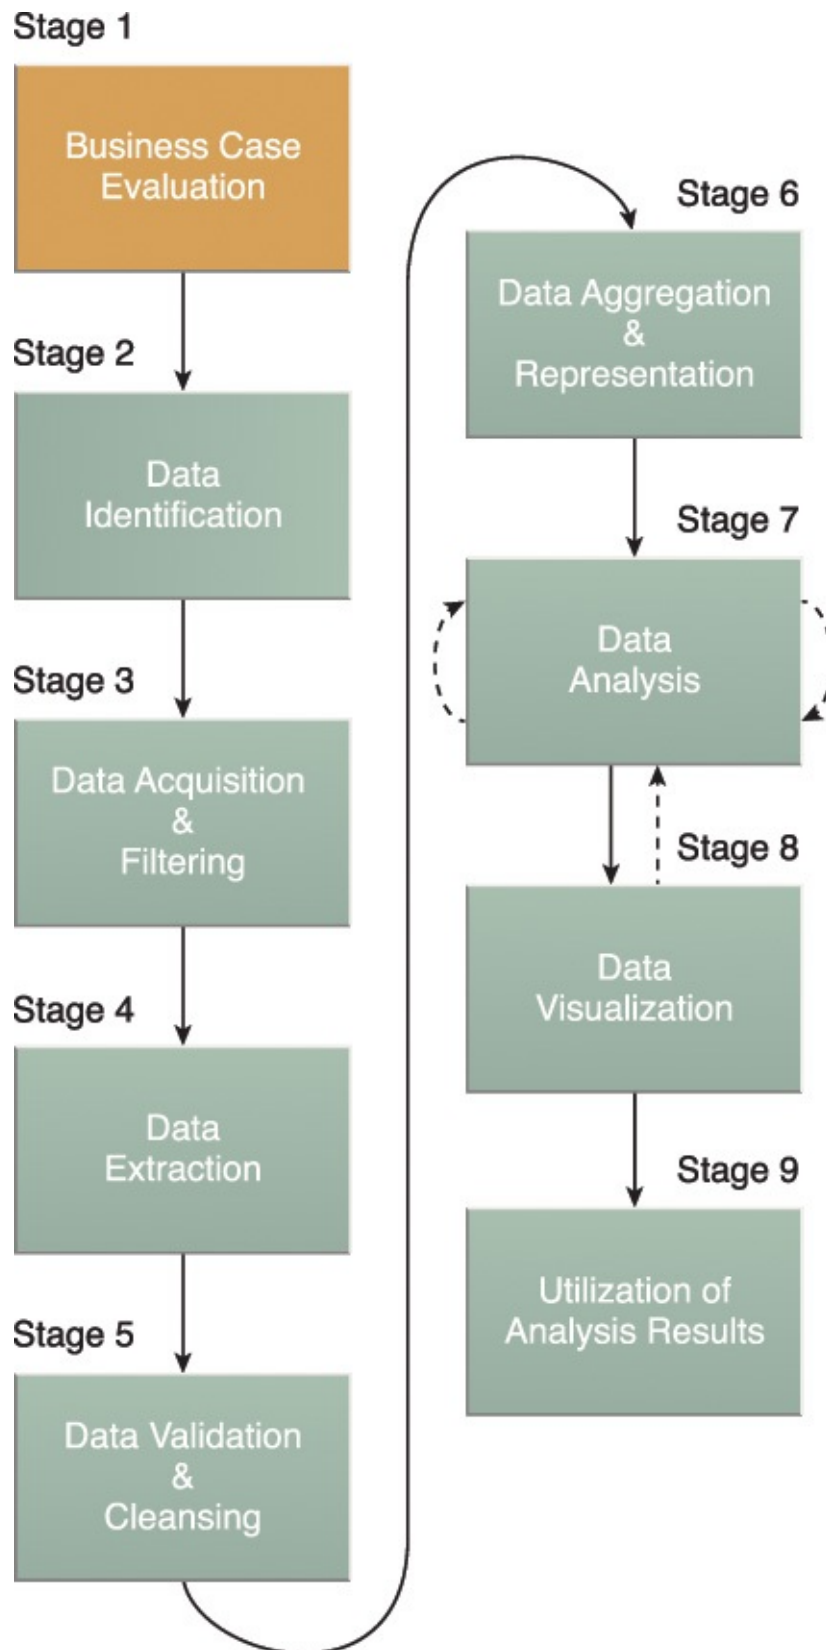 Stage 1
Business Case
Evaluation
Stage 2
Data
Identification
Stage 3
Data Acquisition
&
Filtering
Stage 4
Data
Extraction
Stage 5
Data Validation
&
Cleansing
Stage 6
Data Aggregation
&
Representation
Stage 7
Data
Analysis
Stage 8
Data
Visualization
Stage 9
Utilization of
Analysis Results